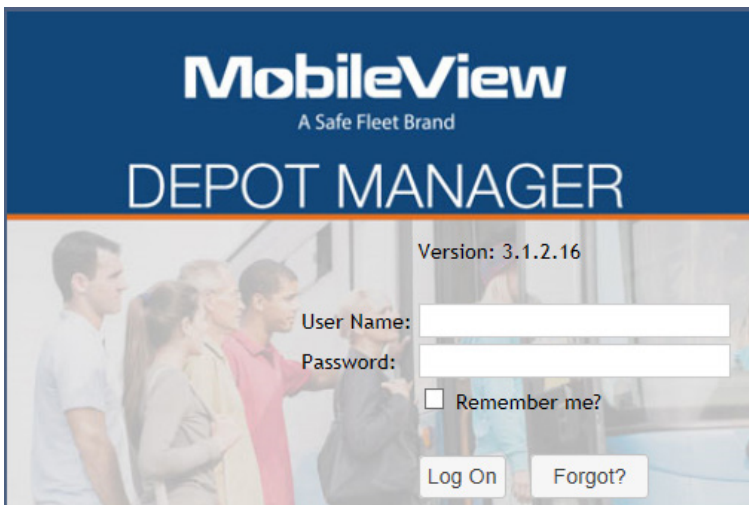 MobileView
A Safe Fleet Brand
DEPOT MANAGER
Version: 3.1.2.16
User Name:
Password:
Remember me?
Log On Forgot?